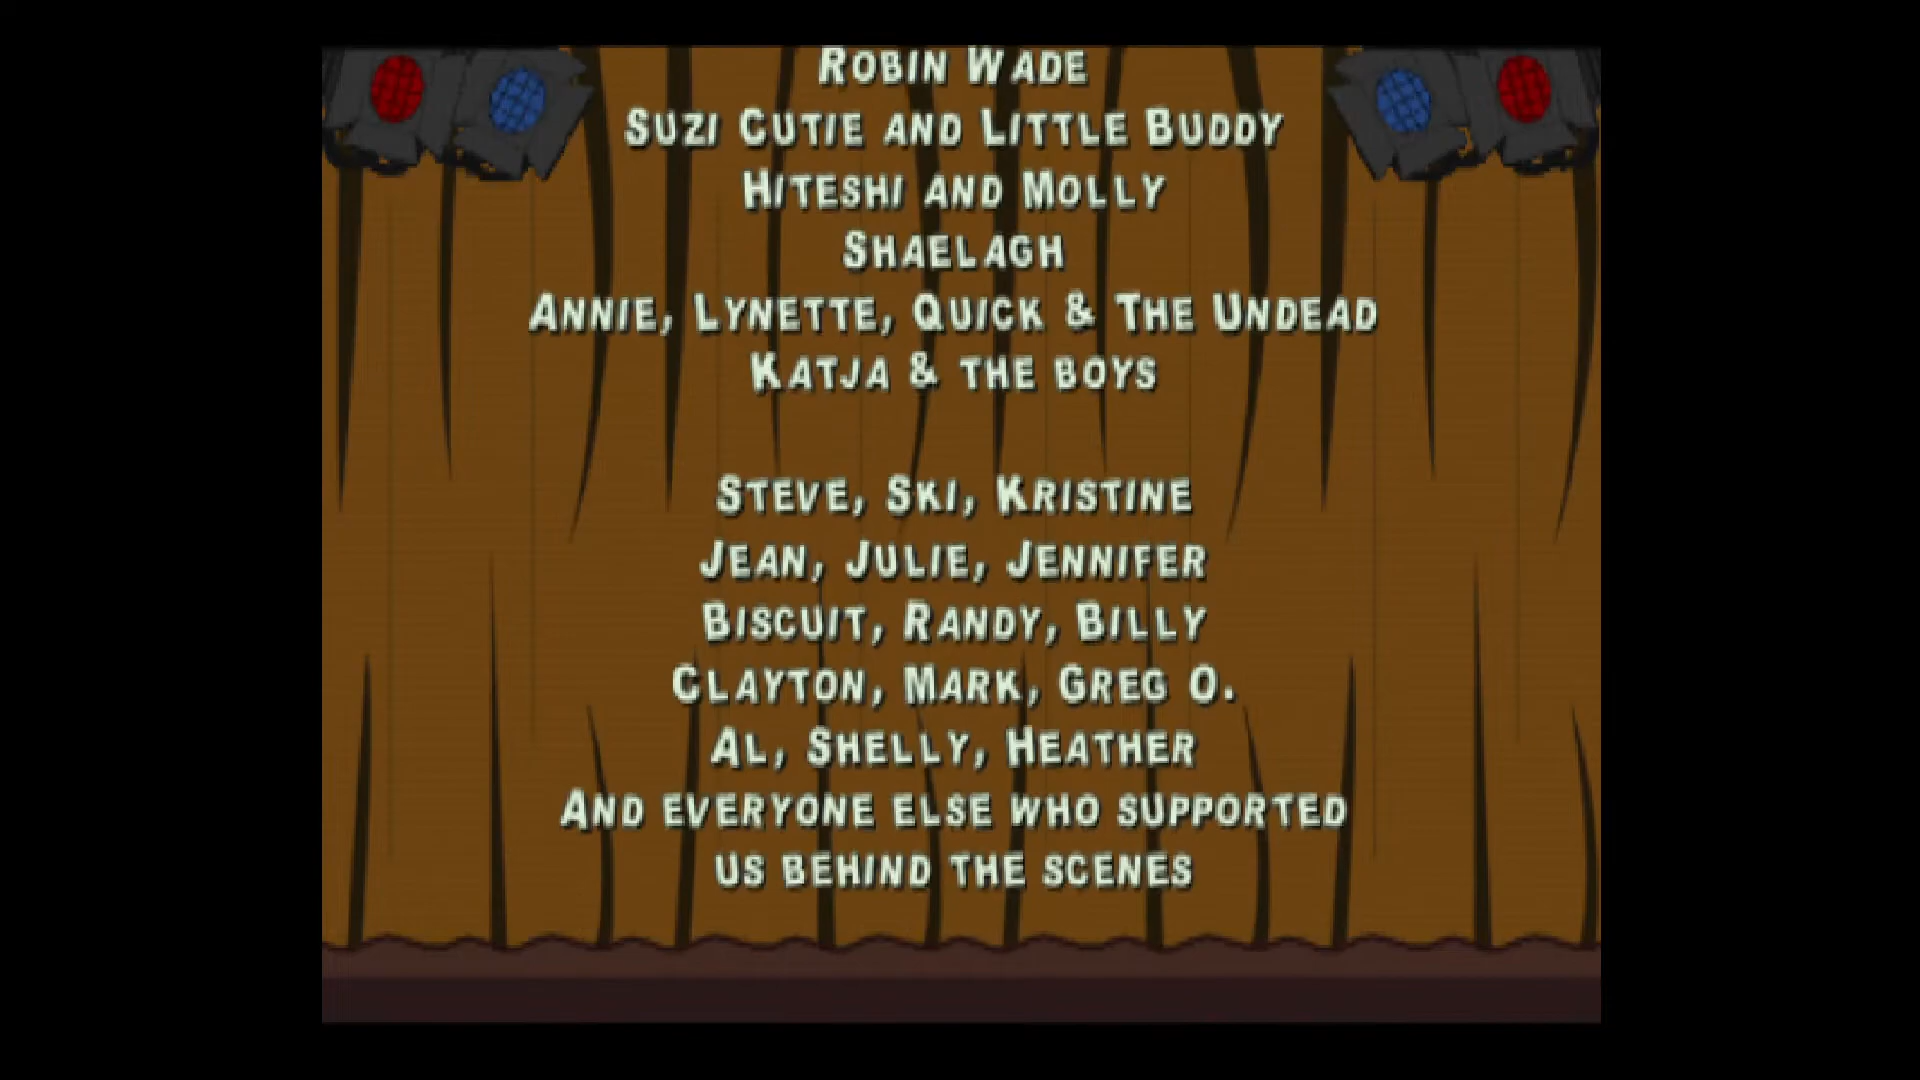 Robin Wade
Suzi Cutie and Little Buddy
Hiteshi and Molly
Shaelagh
Annie, Lynette, Quick & The Undead
Katja & the boys
Steve, Ski, Kristine
Jean, Julie, Jennifer
Biscuit, Randy, Billy
Clayton, Mark, Greg O.
Al, Shelly, Heather
And everyone else who supported
us behind the scenes